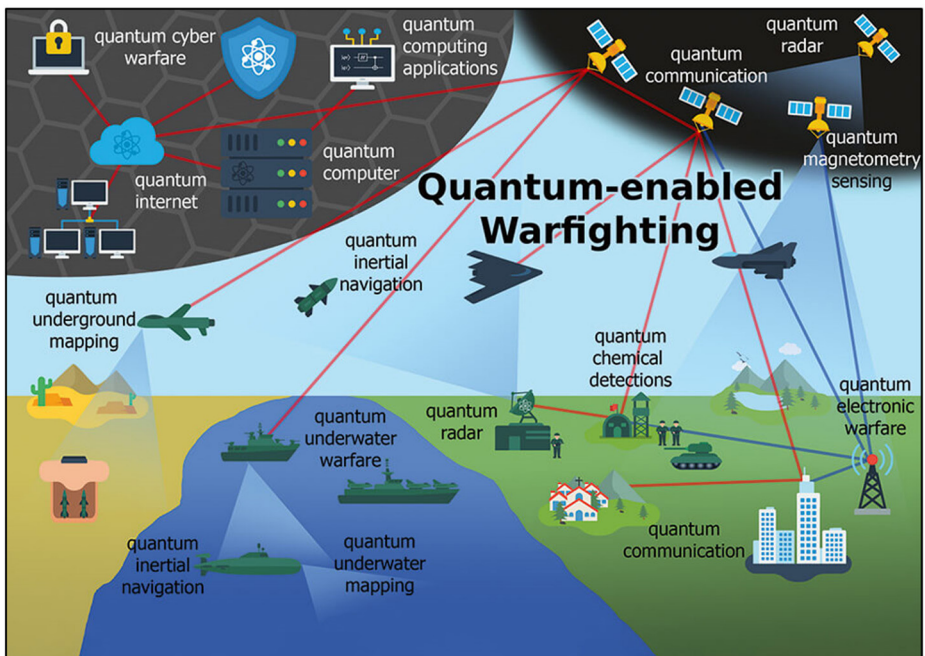 quantum cyber
warfare
quantum
computing
applications
quantum
radar
quantum
communication
quantum
magnetometry
sensing
quantum
internet
quantum
computer
Quantum-enabled
Warfighting
quantum
inertial
navigation
quantum
underground
mapping
quantum
chemical
detections
quantum
radar
quantum
electronic
warfare
quantum
underwater
warfare
quantum
communication
quantum
inertial
navigation
quantum
underwater
mapping